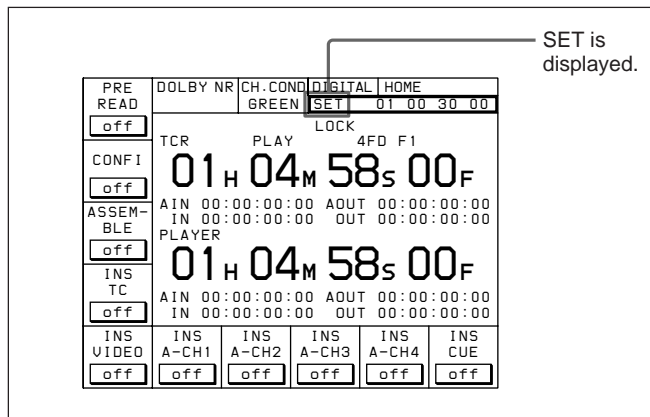 SET is
displayed.
PRE
READ
off
DOLBY NR
CH.COND
GREEN
DIGITAL
HOME
SET 01 00 30 00
LOCK
TCR PLAY 4FD F1
01H 04M 58S 00F
AIN 00:00:00:00 AOUT 00:00:00:00
IN 00:00:00:00 OUT 00:00:00:00
PLAYER
01H 04M 58S 00F
AIN 00:00:00:00 AOUT 00:00:00:00
IN 00:00:00:00 OUT 00:00:00:00
CONFI
off
ASSEM-
BLE
off
INS
TC
off
INS
VIDEO
off
INS
A-CH1
off
INS
A-CH2
off
INS
A-CH3
off
INS
A-CH4
off
INS
CUE
off